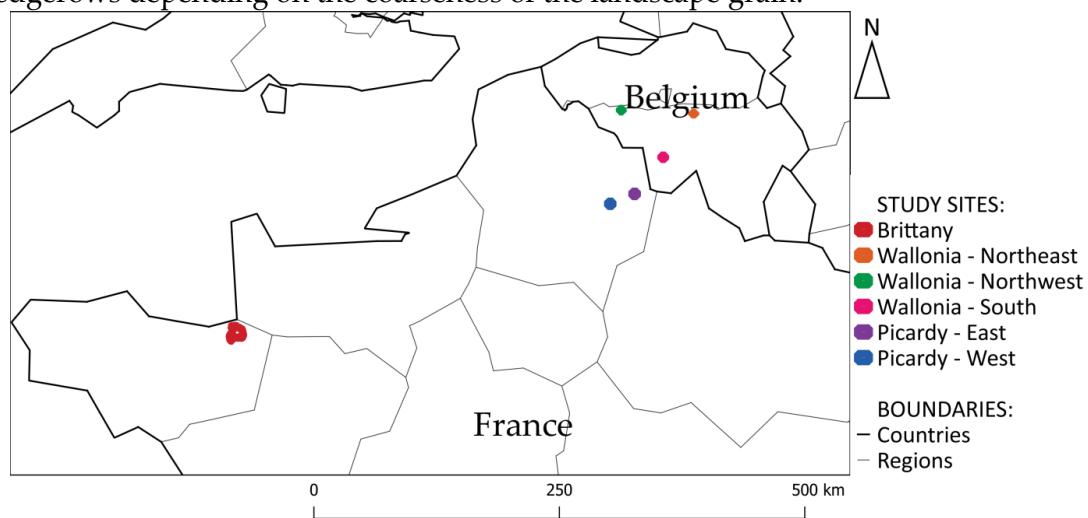 hedgerows depending on the courseness of the landscape grain.
N
Belgium
STUDY SITES:
Brittany
Wallonia - Northeast
Wallonia - Northwest
Wallonia - South
Picardy - East
Picardy - West
BOUNDARIES:
Countries
Regions
France
0 250 500 km